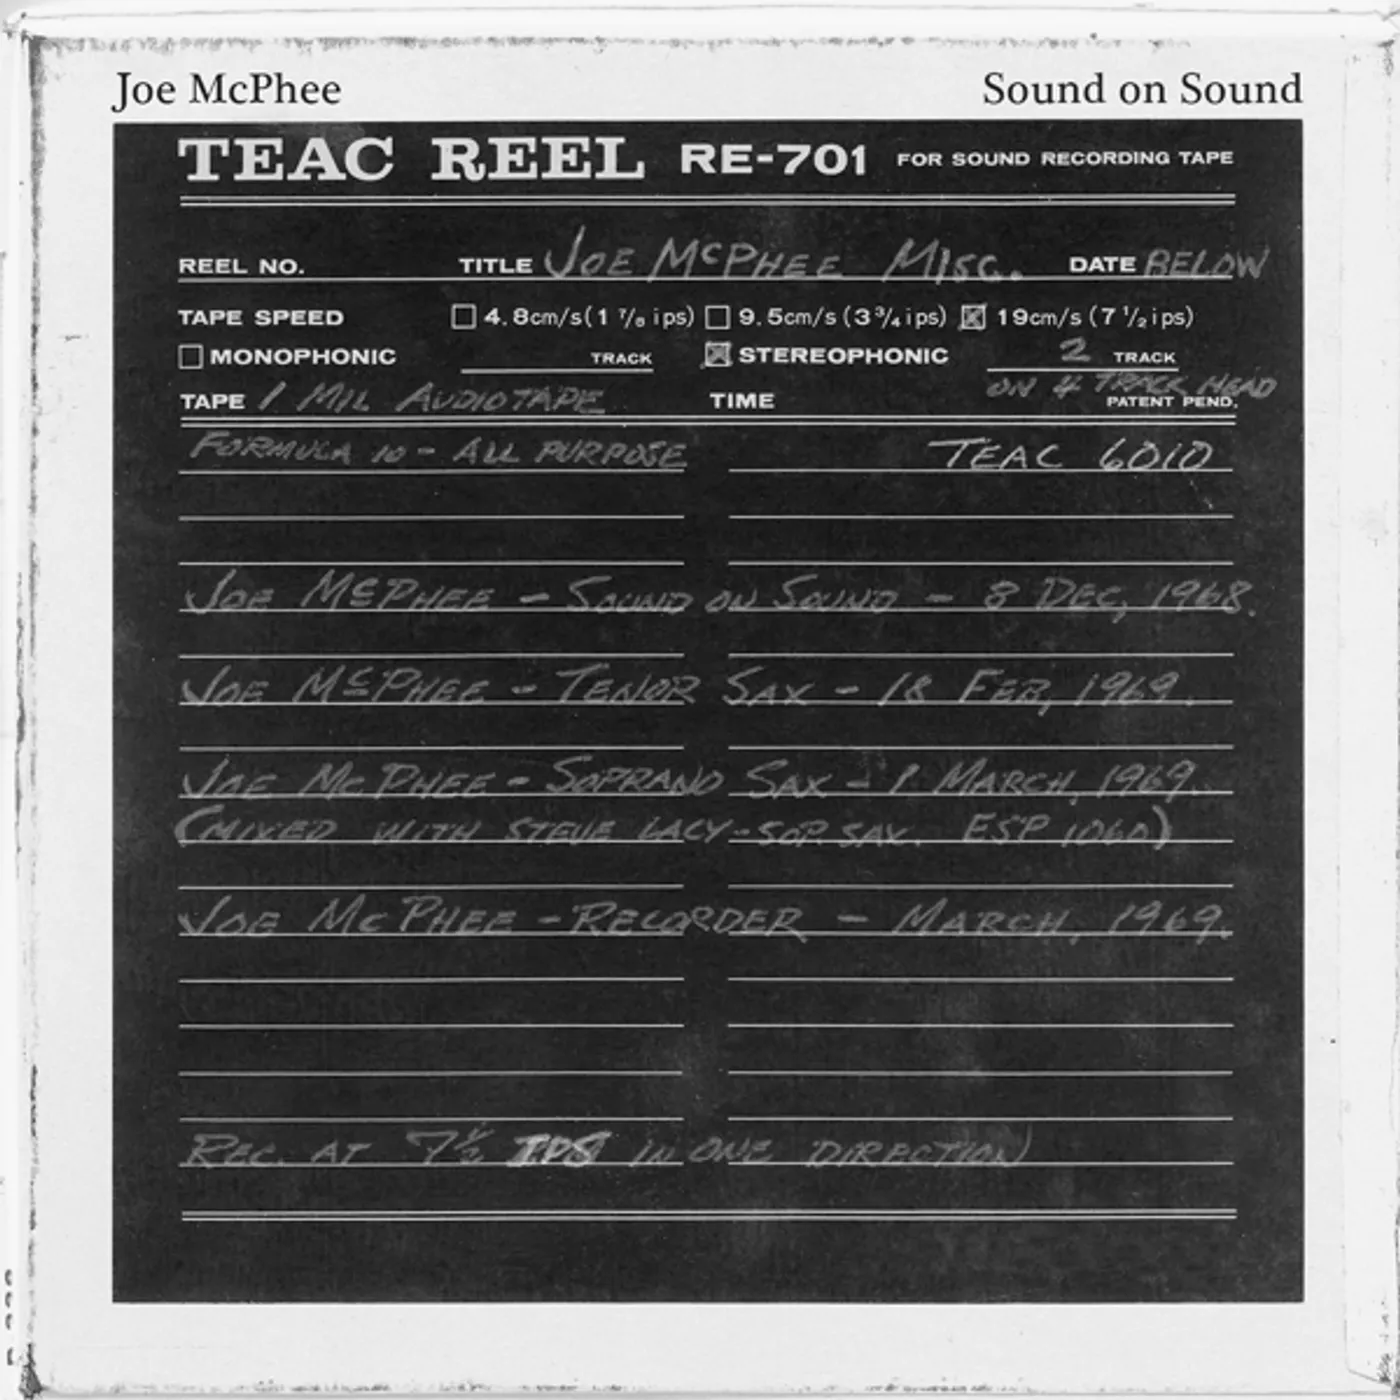 Joe McPhee Sound on Sound
TEAC REEL RE-701 FOR SOUND RECORDING TAPE
REEL NO. TITLE JOE McPHEE MISC. DATE BELOW
TAPE SPEED 4.8cm/s(1 7/8 ips) 9.5cm/s (3 3/4 ips) 19cm/s (7 1/2 ips)
MONOPHONIC TRACK STEREOPHONIC 2 TRACK
ON 4 TRACK HEAD
TAPE 1 MIL AUDIOTAPE TIME PATENT PEND.
FORMULA 10 - ALL PURPOSE TEAC 6010
JOE McPHEE - SOUND ON SOUND - 8 DEC, 1968.
JOE McPHEE - TENOR SAX - 18 FEB, 1969.
JOE McPHEE - SOPRANO SAX - 1 MARCH, 1969.
(MIXED WITH STEVE LACY-SOP. SAX. ESP 1060)
JOE McPHEE - RECORDER - MARCH, 1969.
REC. AT 7 1/2 IPS IN ONE DIRECTION